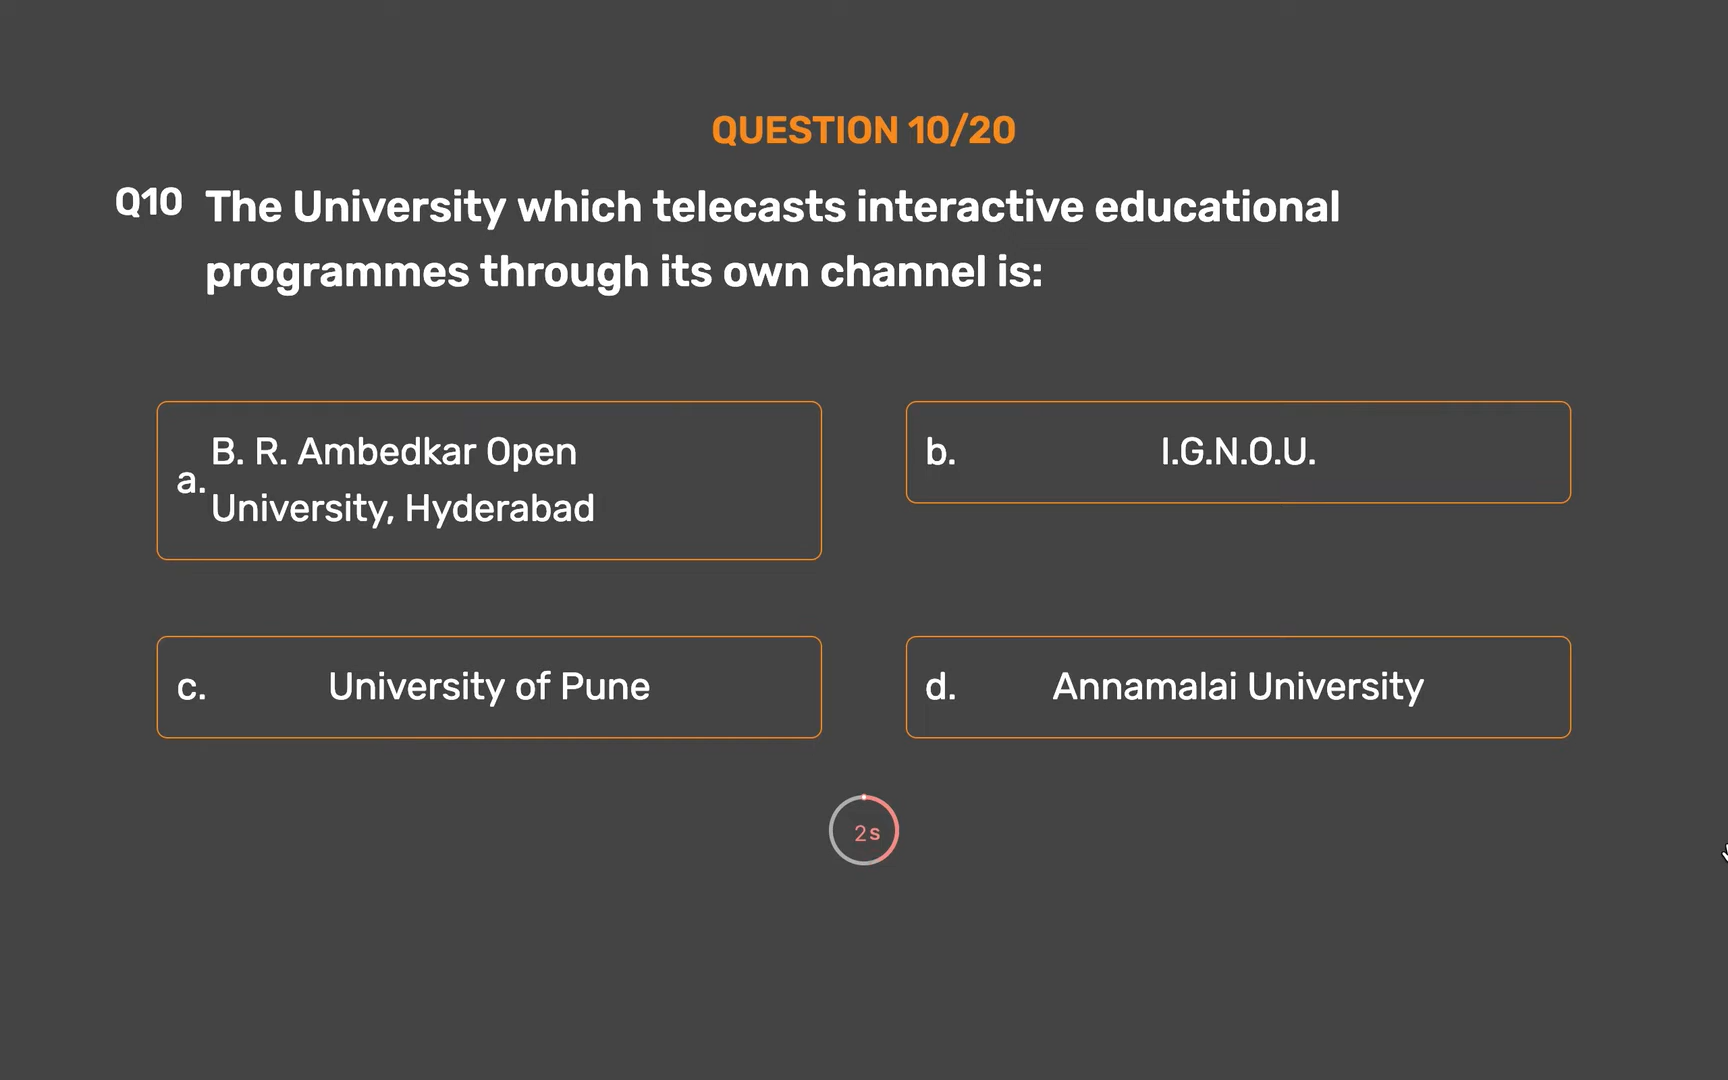 QUESTION 10/20
Q10 The University which telecasts interactive educational
programmes through its own channel is:
a. B. R. Ambedkar Open
University, Hyderabad
b. I.G.N.O.U.
c. University of Pune
d. Annamalai University
2s